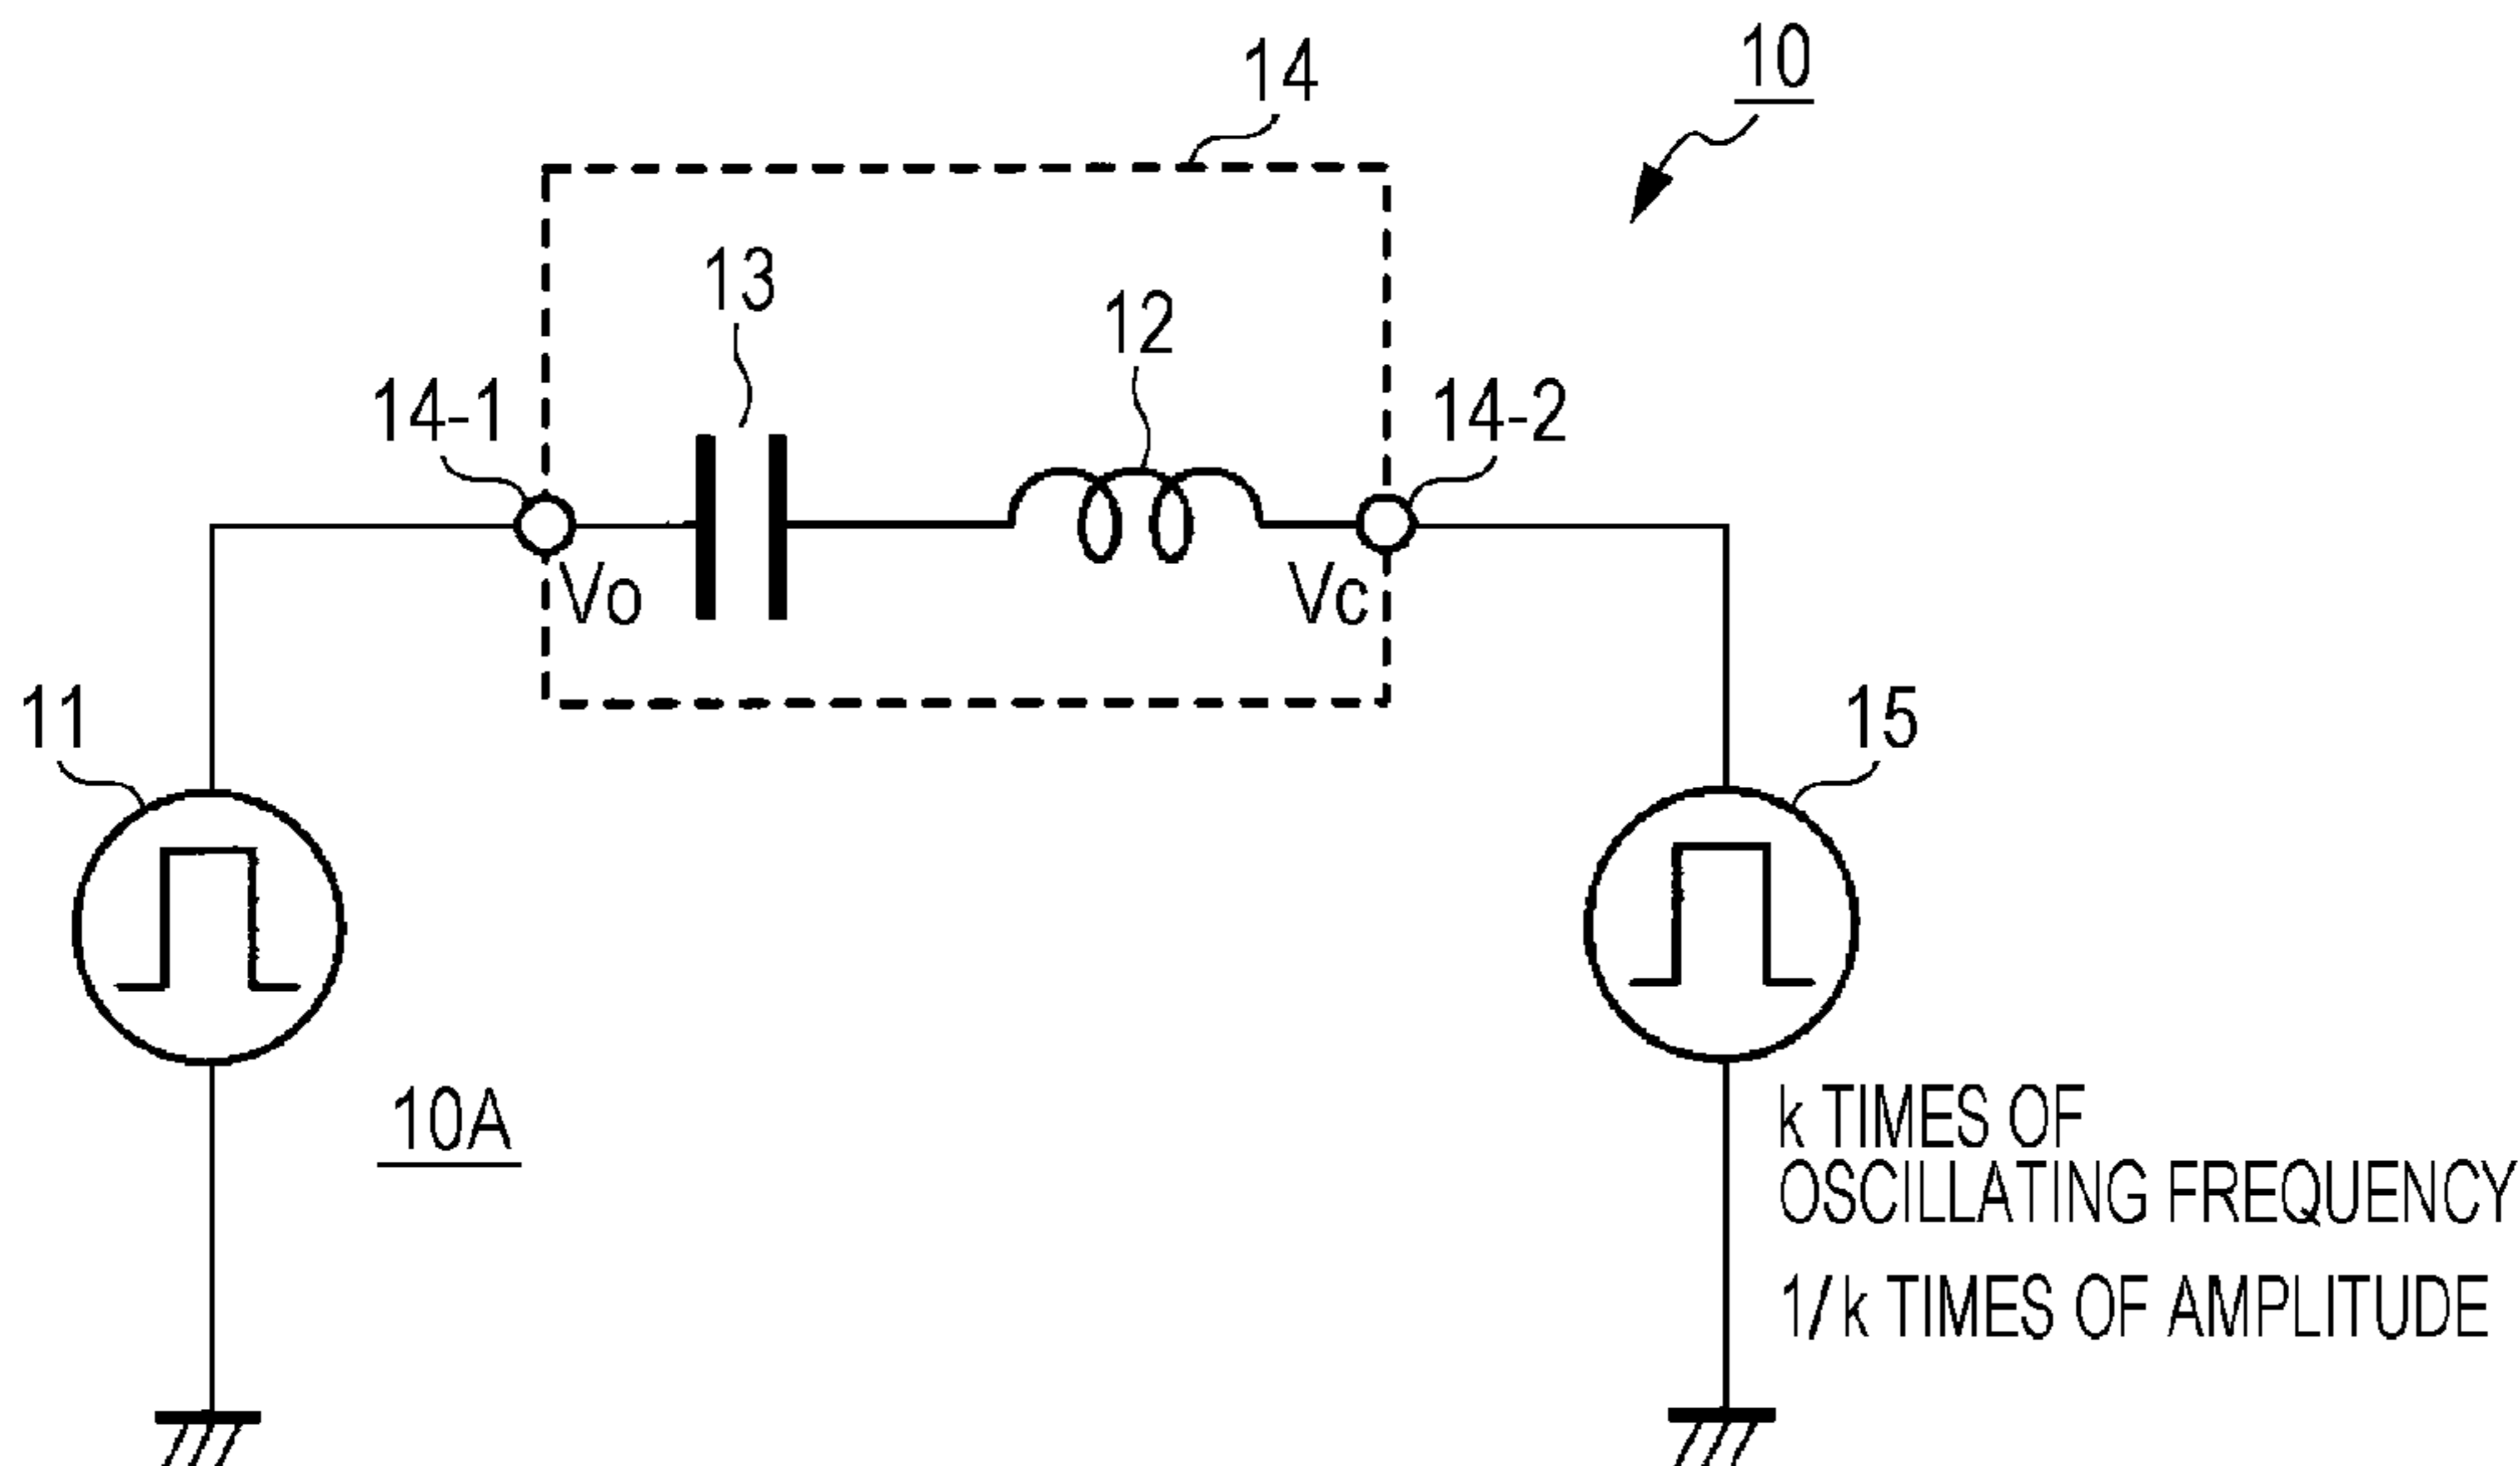 10
14
13
12
14-1
14-2
Vo
Vc
11
15
10A
k TIMES OF
OSCILLATING FREQUENCY
1/k TIMES OF AMPLITUDE